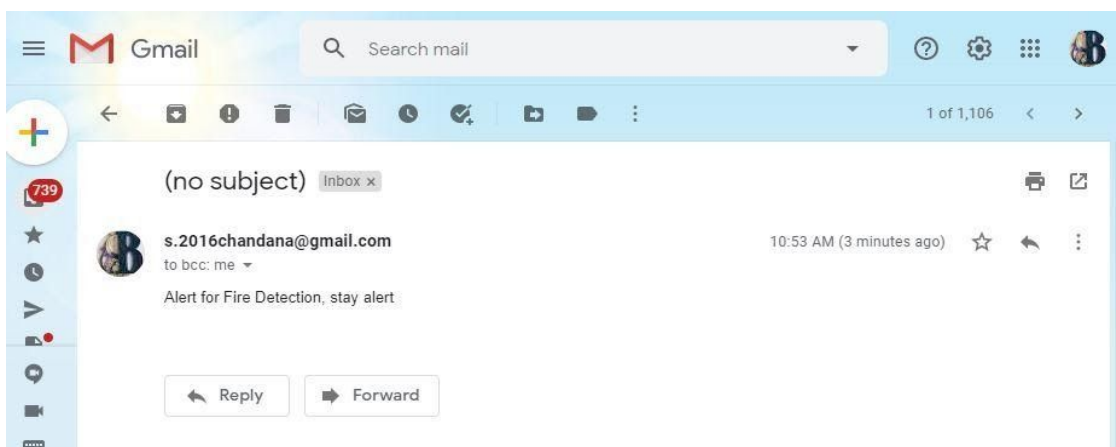 Gmail
Search mail
1 of 1,106
739
(no subject) Inbox x
s.2016chandana@gmail.com
10:53 AM (3 minutes ago)
to bcc: me
Alert for Fire Detection, stay alert
Reply
Forward